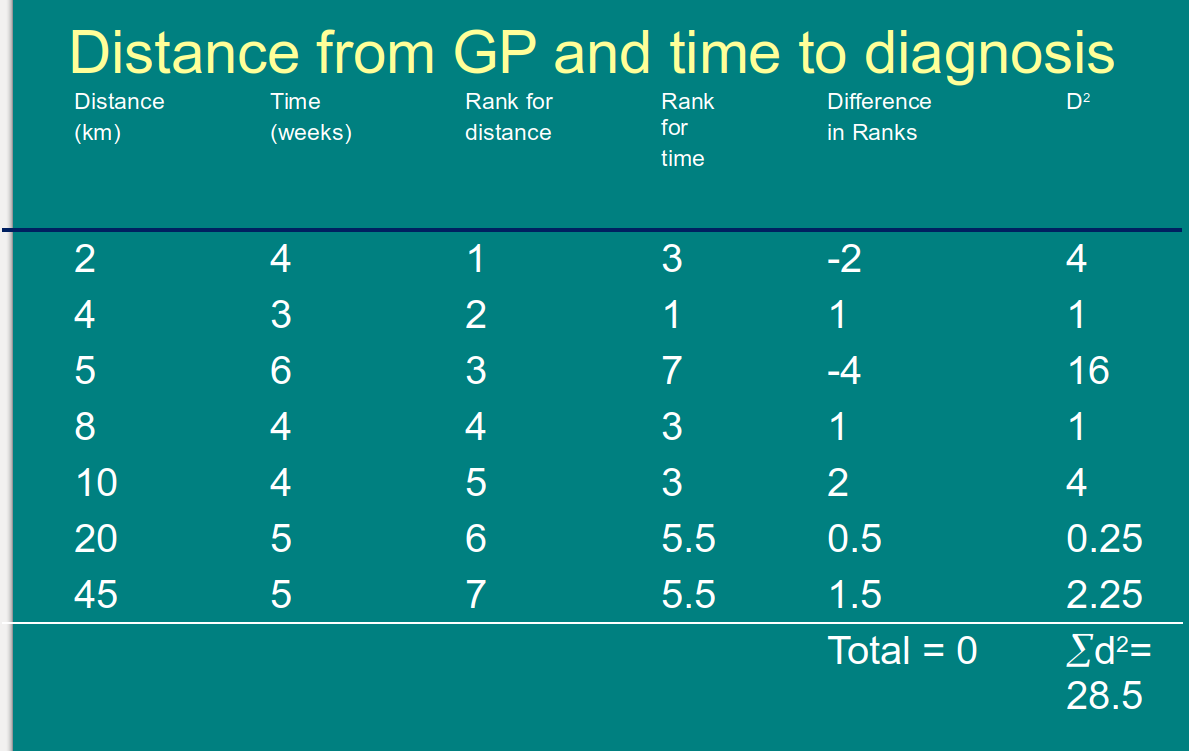 Distance from GP and time to diagnosis
Distance (km) Time (weeks) Rank for distance Rank for time Difference in Ranks D²
2 4 1 3 -2 4
4 3 2 1 1 1
5 6 3 7 -4 16
8 4 4 3 1 1
10 4 5 3 2 4
20 5 6 5.5 0.5 0.25
45 5 7 5.5 1.5 2.25
Total = 0 Σd²=
28.5